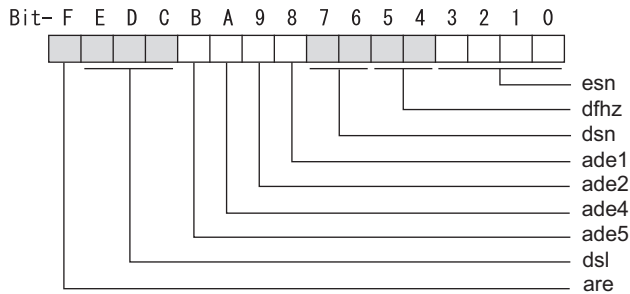 Bit- F E D C B A 9 8 7 6 5 4 3 2 1 0
esn
dfhz
dsn
ade1
ade2
ade4
ade5
dsl
are